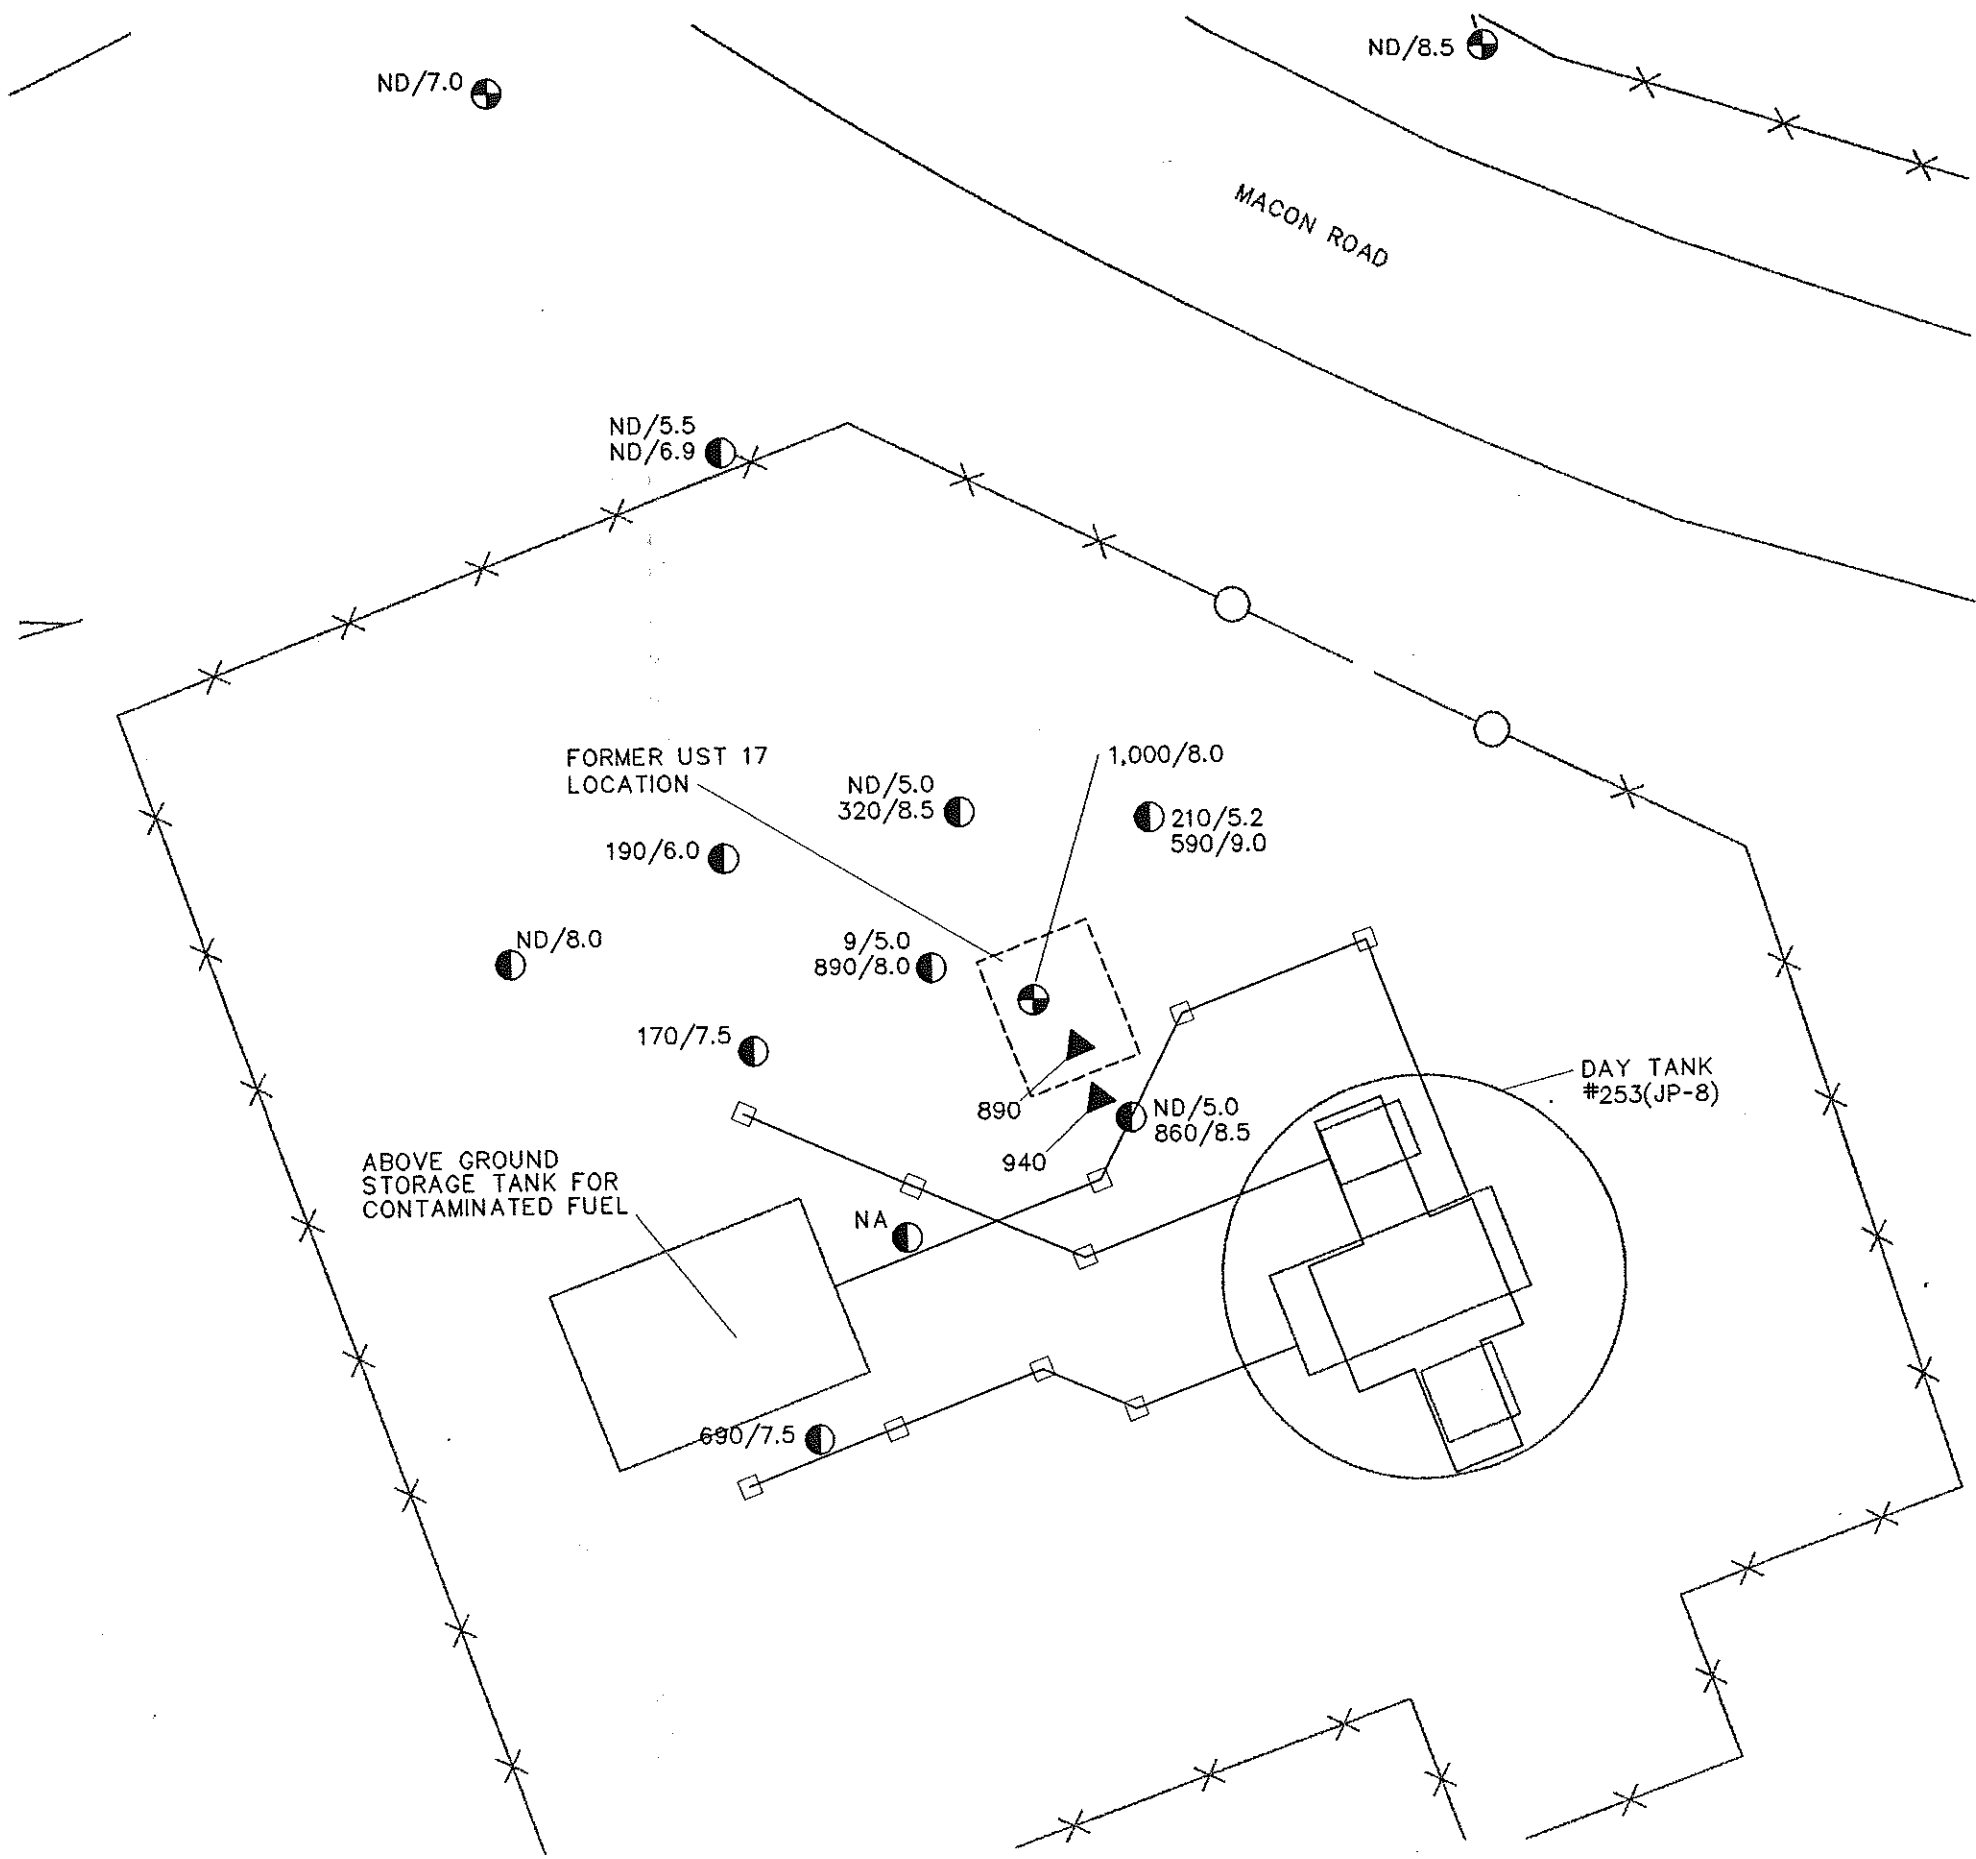 ND/8.5
ND/7.0
MACON ROAD
ND/5.5
ND/6.9
FORMER UST 17
LOCATION
1,000/8.0
ND/5.0
320/8.5
210/5.2
590/9.0
190/6.0
ND/8.0
9/5.0
890/8.0
170/7.5
DAY TANK
#253(JP-8)
890
ND/5.0
860/8.5
940
ABOVE GROUND
STORAGE TANK FOR
CONTAMINATED FUEL
NA
690/7.5